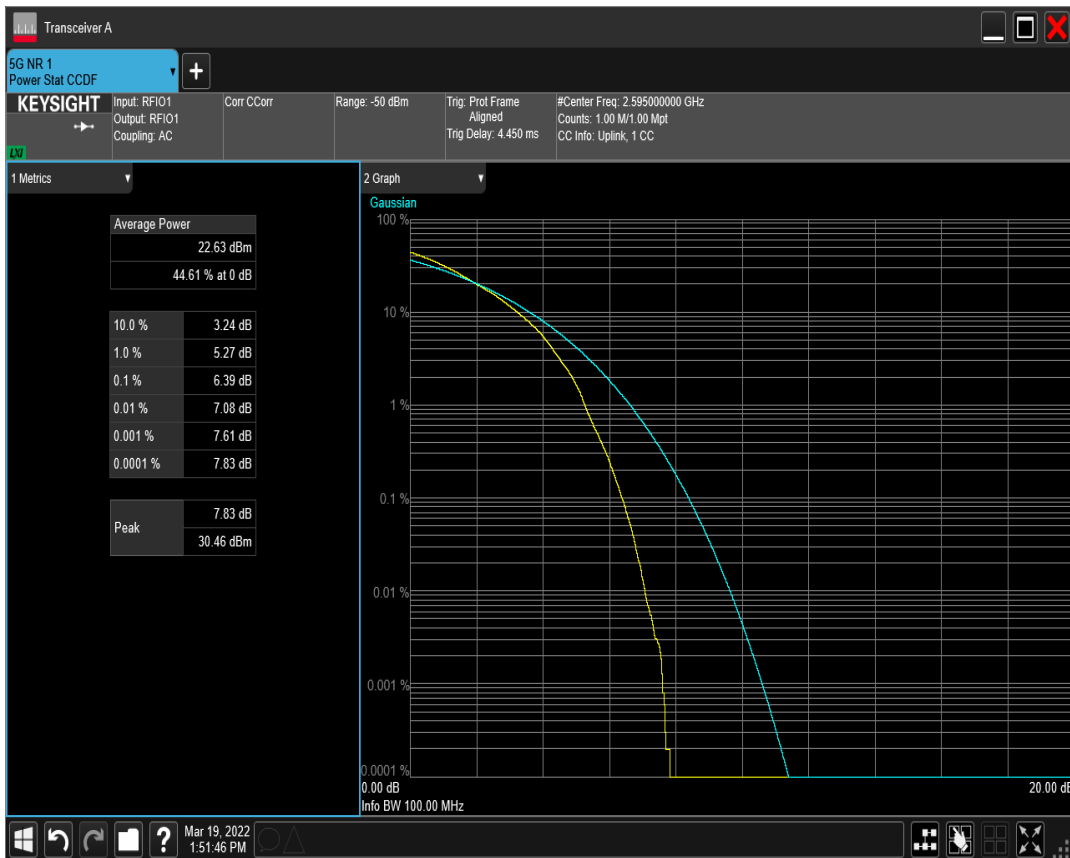 Transceiver A
5G NR 1
Power Stat CCDF
+
KEYSIGHT
LXI
Input: RFIO1
Output: RFIO1
Coupling: AC
Corr CCorr
Range: -50 dBm
Trig: Prot Frame
Aligned
Trig Delay: 4.450 ms
#Center Freq: 2.595000000 GHz
Counts: 1.00 M/1.00 Mpt
CC Info: Uplink, 1 CC
1 Metrics
Average Power
22.63 dBm
44.61 % at 0 dB
10.0 % 3.24 dB
1.0 % 5.27 dB
0.1 % 6.39 dB
0.01 % 7.08 dB
0.001 % 7.61 dB
0.0001 % 7.83 dB
Peak
7.83 dB
30.46 dBm
2 Graph
Gaussian
100 %
10 %
1 %
0.1 %
0.01 %
0.001 %
0.0001 %
0.00 dB
20.00 dB
Info BW 100.00 MHz
?
Mar 19, 2022
1:51:46 PM